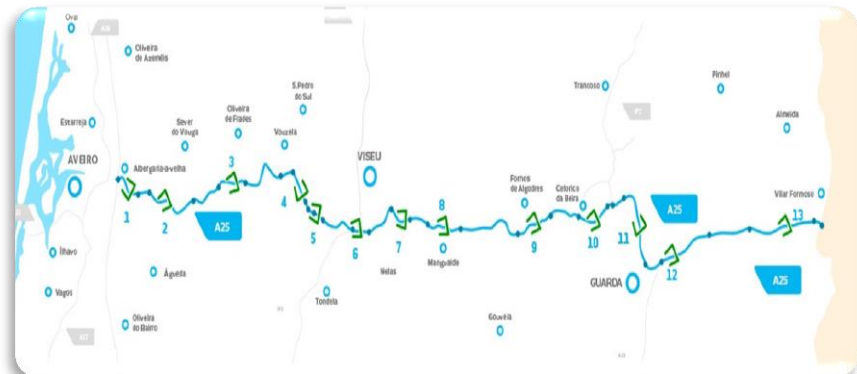 Ovar
Oliveira
de Azeméis
Estarreja
Sever
do Vouga
Oliveira
de Frades
S.Pedro
do Sul
Vouzela
Trancoso
Pinhel
Almeida
AVEIRO
Albergaria-a-velha
3
VISEU
Fornos
de Algodres
Celorico
da Beira
Vilar Formoso
1
2
A25
4
5
6
7
8
9
10
11
A25
12
13
Ílhavo
Águeda
Nelas
Mangualde
GUARDA
A25
Vagos
Tondela
Oliveira
do Bairro
Gouveia